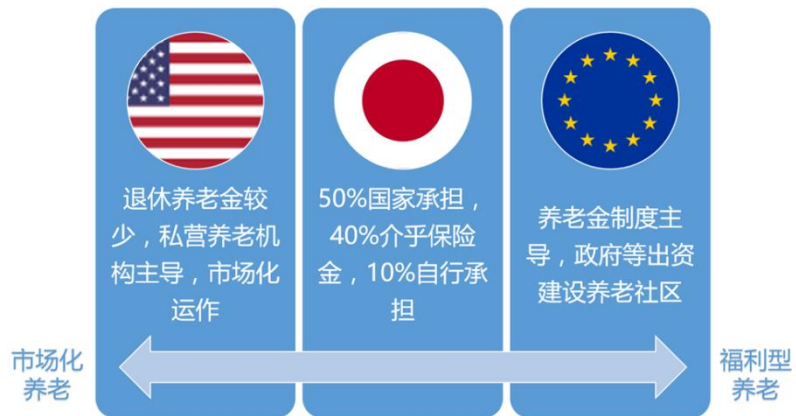 退休养老金较
少，私营养老机
构主导，市场化
运作
50%国家承担，
40%介乎保险
金，10%自行承
担
养老金制度主
导，政府等出资
建设养老社区
市场化
养老
福利型
养老